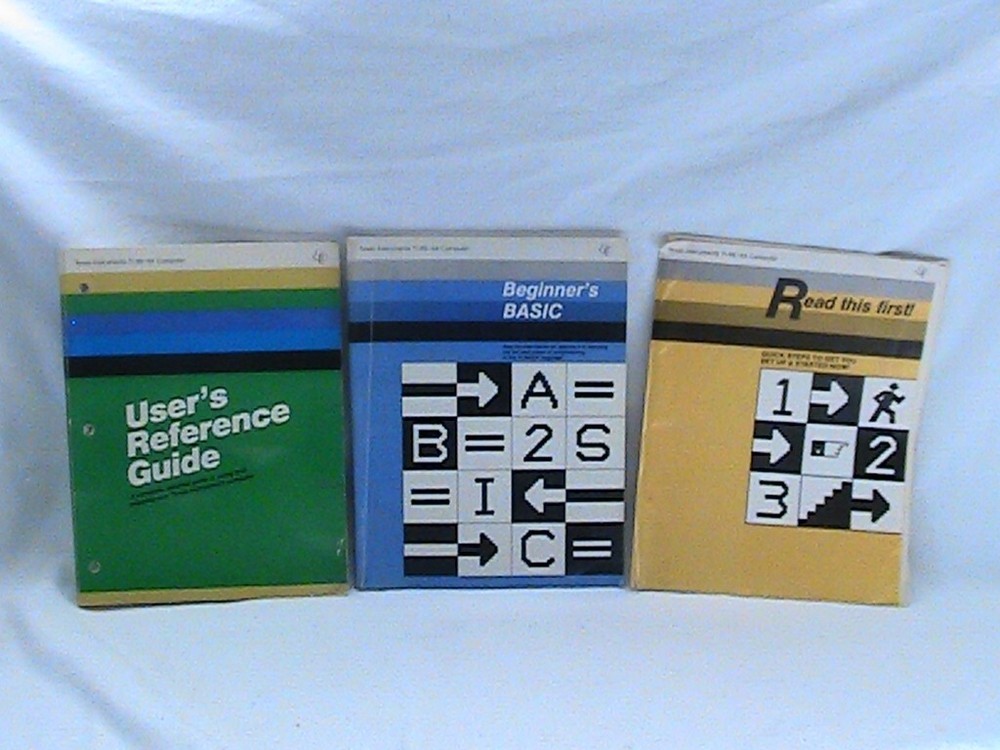 Texas Instruments TI-99/4A Computer
User's
Reference
Guide
Texas Instruments TI-99/4A Computer
Beginner's
BASIC
A =
B = 2 S
= I
C =
Texas Instruments TI-99/4A Computer
Read this first!
QUICK STEPS TO GET YOU
SET UP & STARTED NOW!
1
2
3